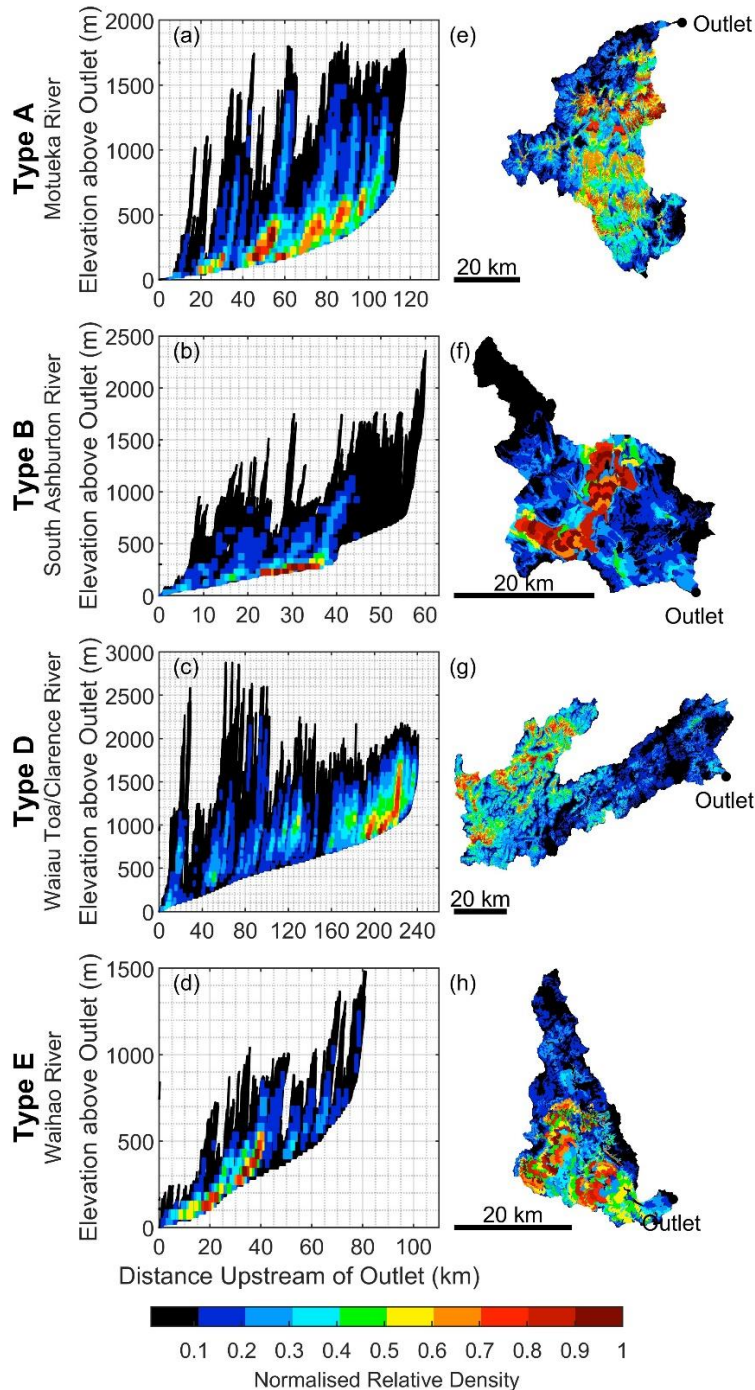 Type A
Motueka River
Elevation above Outlet (m)
2000
1500
1000
500
0
(a)
0 20 40 60 80 100 120
(e)
Outlet
20 km
Type B
South Ashburton River
Elevation above Outlet (m)
2500
2000
1500
1000
500
0
(b)
0 10 20 30 40 50 60
(f)
20 km
Outlet
Type D
Waiau Toa/Clarence River
Elevation above Outlet (m)
3000
2500
2000
1500
1000
500
0
(c)
0 40 80 120 160 200 240
(g)
Outlet
20 km
Type E
Waihao River
Elevation above Outlet (m)
1500
1000
500
0
(d)
0 20 40 60 80 100
(h)
20 km
Outlet
Distance Upstream of Outlet (km)
0.1 0.2 0.3 0.4 0.5 0.6 0.7 0.8 0.9 1
Normalised Relative Density